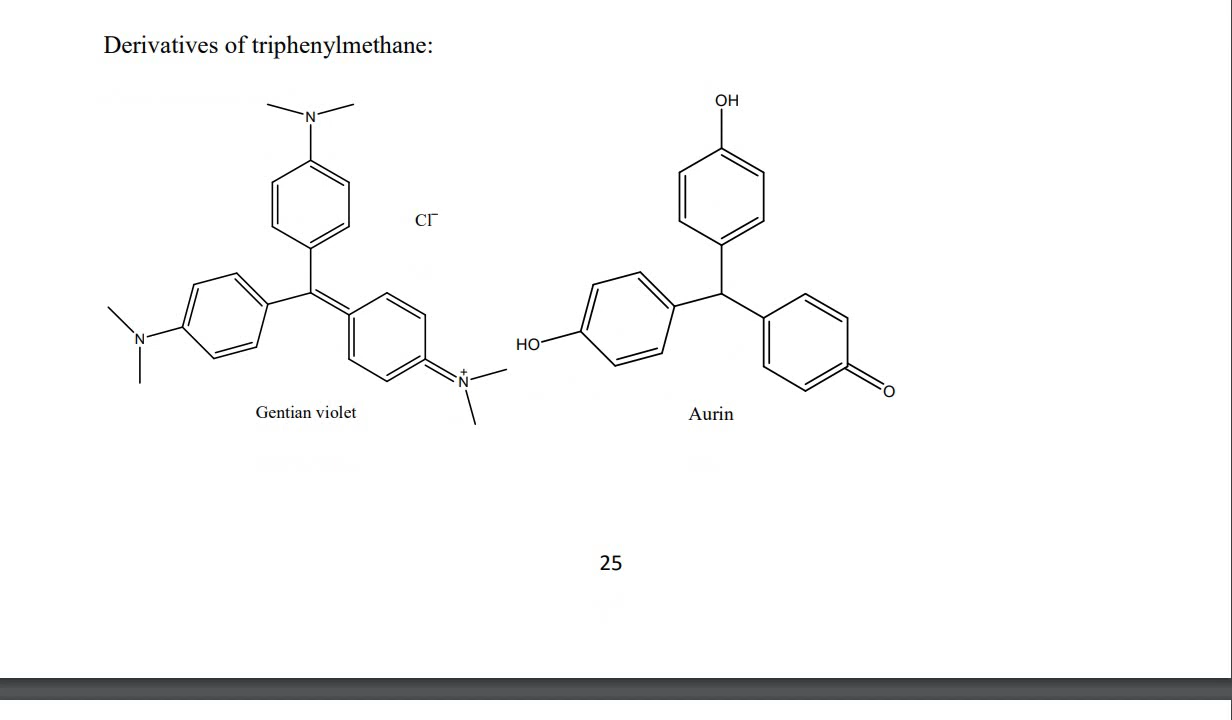 Derivatives of triphenylmethane:
N
OH
Cl⁻
N
HO
N⁺
O
Gentian violet
Aurin
25